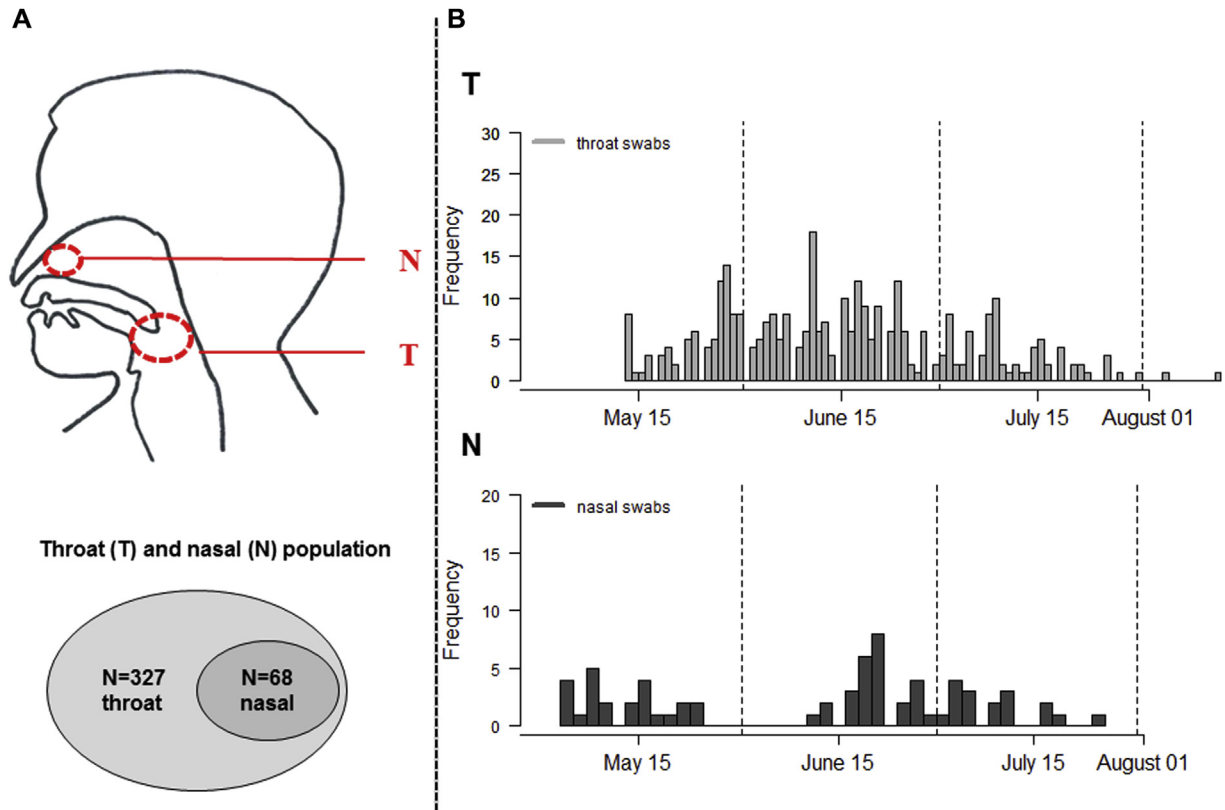 A
N
T
Throat (T) and nasal (N) population
N=327
throat
N=68
nasal
B
T
throat swabs
Frequency
30
25
20
15
10
5
0
May 15
June 15
July 15
August 01
N
nasal swabs
Frequency
20
15
10
5
0
May 15
June 15
July 15
August 01